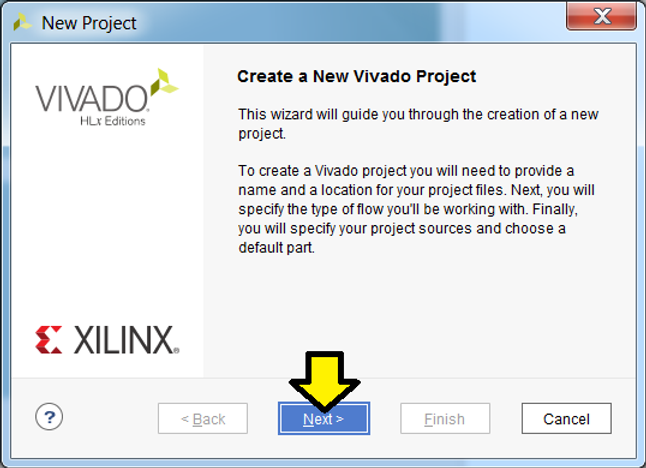 New Project
VIVADO
HLx Editions
Create a New Vivado Project
This wizard will guide you through the creation of a new
project.
To create a Vivado project you will need to provide a
name and a location for your project files. Next, you will
specify the type of flow you'll be working with. Finally,
you will specify your project sources and choose a
default part.
XILINX
? < Back Next > Finish Cancel